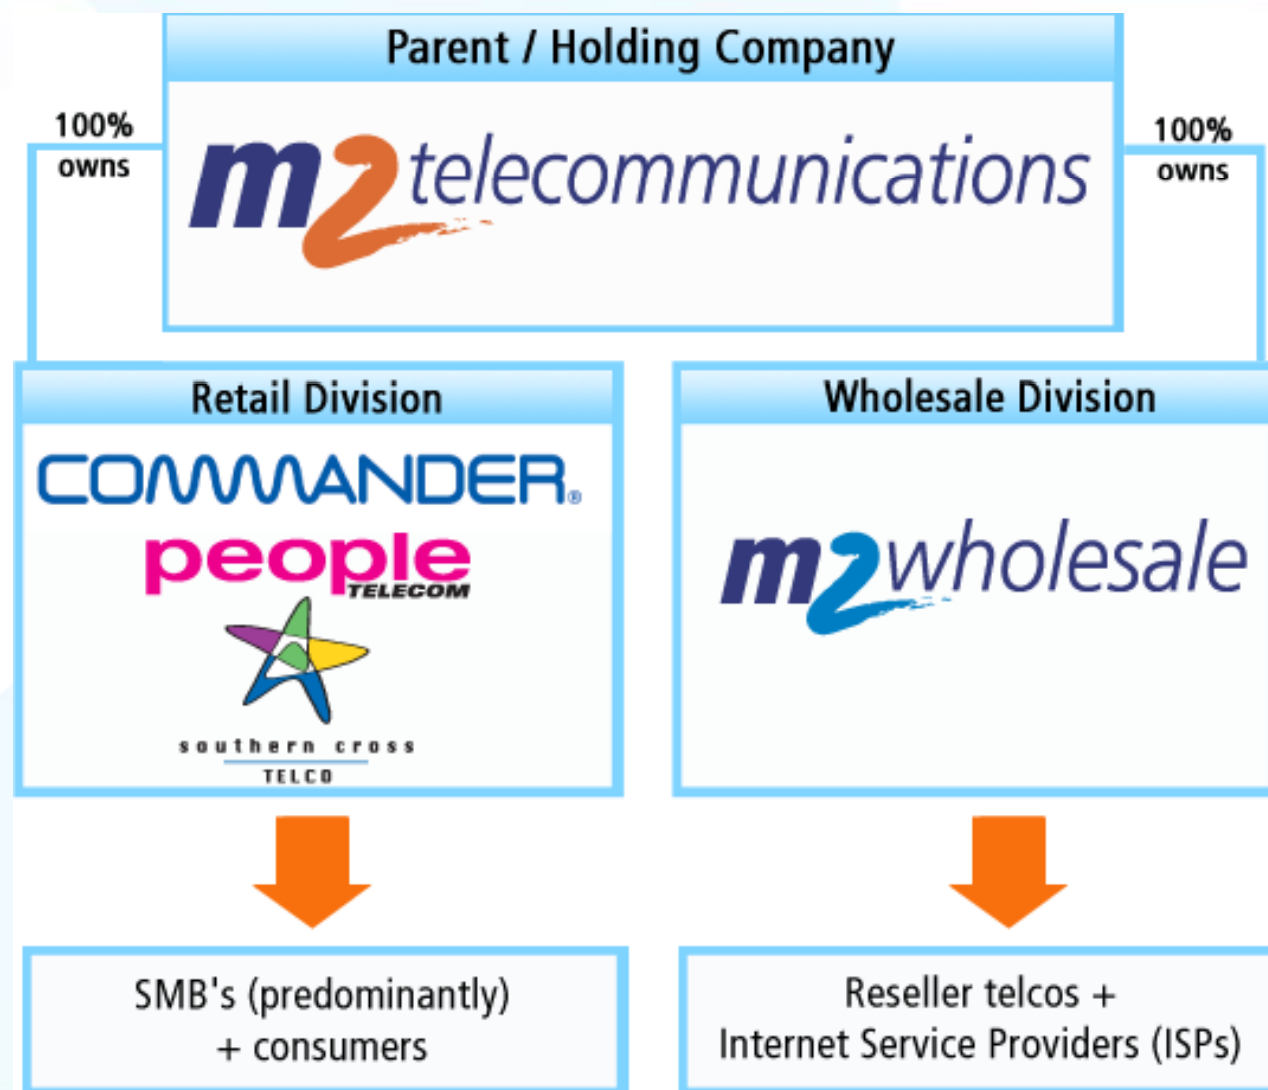 Parent / Holding Company
100%
owns
m2 telecommunications
100%
owns
Retail Division
COMMANDER®
people
TELECOM
southern cross
TELCO
Wholesale Division
m2 wholesale
SMB's (predominantly)
+ consumers
Reseller telcos +
Internet Service Providers (ISPs)